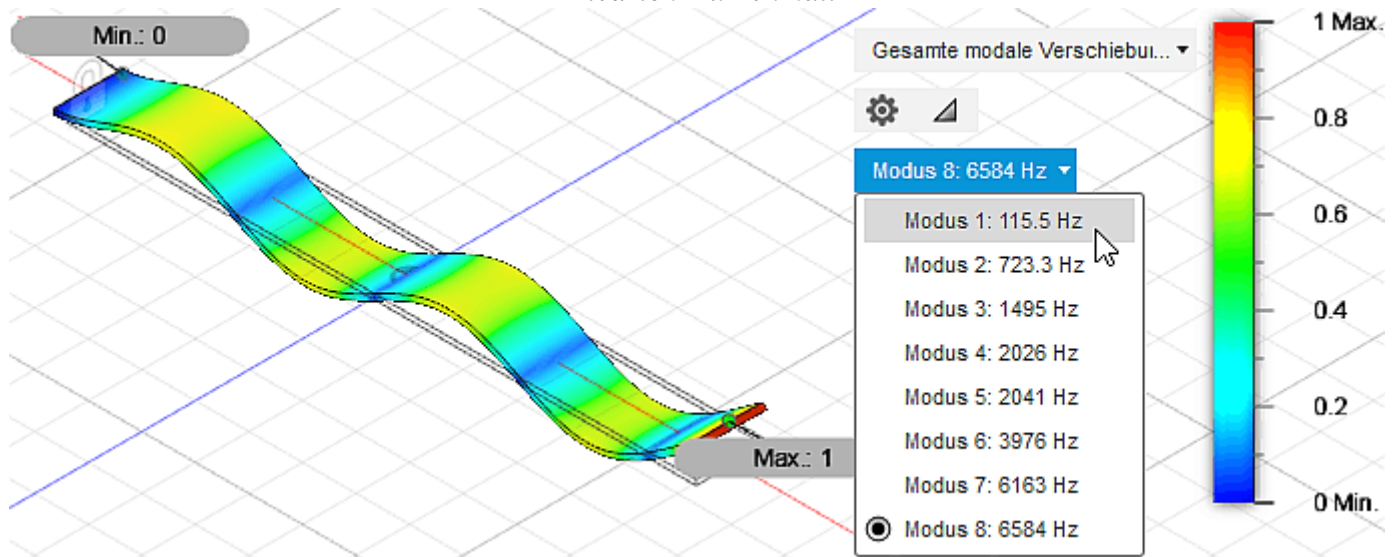 Min.: 0
Gesamte modale Verschiebu...
Modus 8: 6584 Hz
Modus 1: 115.5 Hz
Modus 2: 723.3 Hz
Modus 3: 1495 Hz
Modus 4: 2026 Hz
Modus 5: 2041 Hz
Modus 6: 3976 Hz
Modus 7: 6163 Hz
Modus 8: 6584 Hz
Max.: 1
1 Max.
0.8
0.6
0.4
0.2
0 Min.